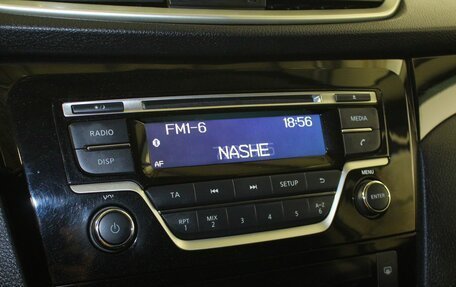 RADIO
FM1-6
18:56
MEDIA
NASHE
DISP
AF
TA
SETUP
MENU
VOL
ENTER
RPT
1
MIX
2
3
4
5
A-Z
6